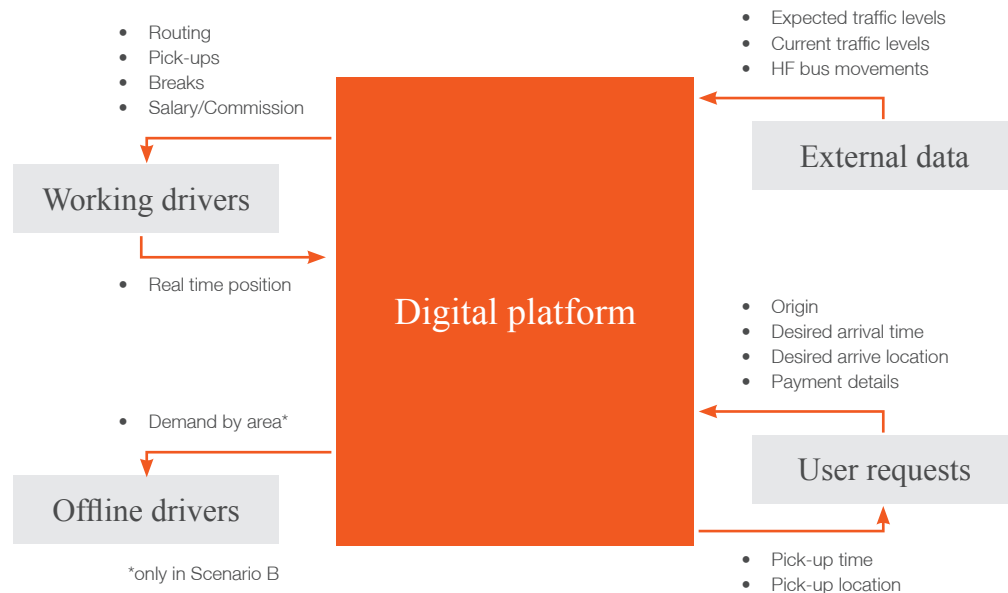 • Routing
• Pick-ups
• Breaks
• Salary/Commission
Working drivers
• Real time position
• Demand by area*
Offline drivers
*only in Scenario B
Digital platform
• Expected traffic levels
• Current traffic levels
• HF bus movements
External data
• Origin
• Desired arrival time
• Desired arrive location
• Payment details
User requests
• Pick-up time
• Pick-up location